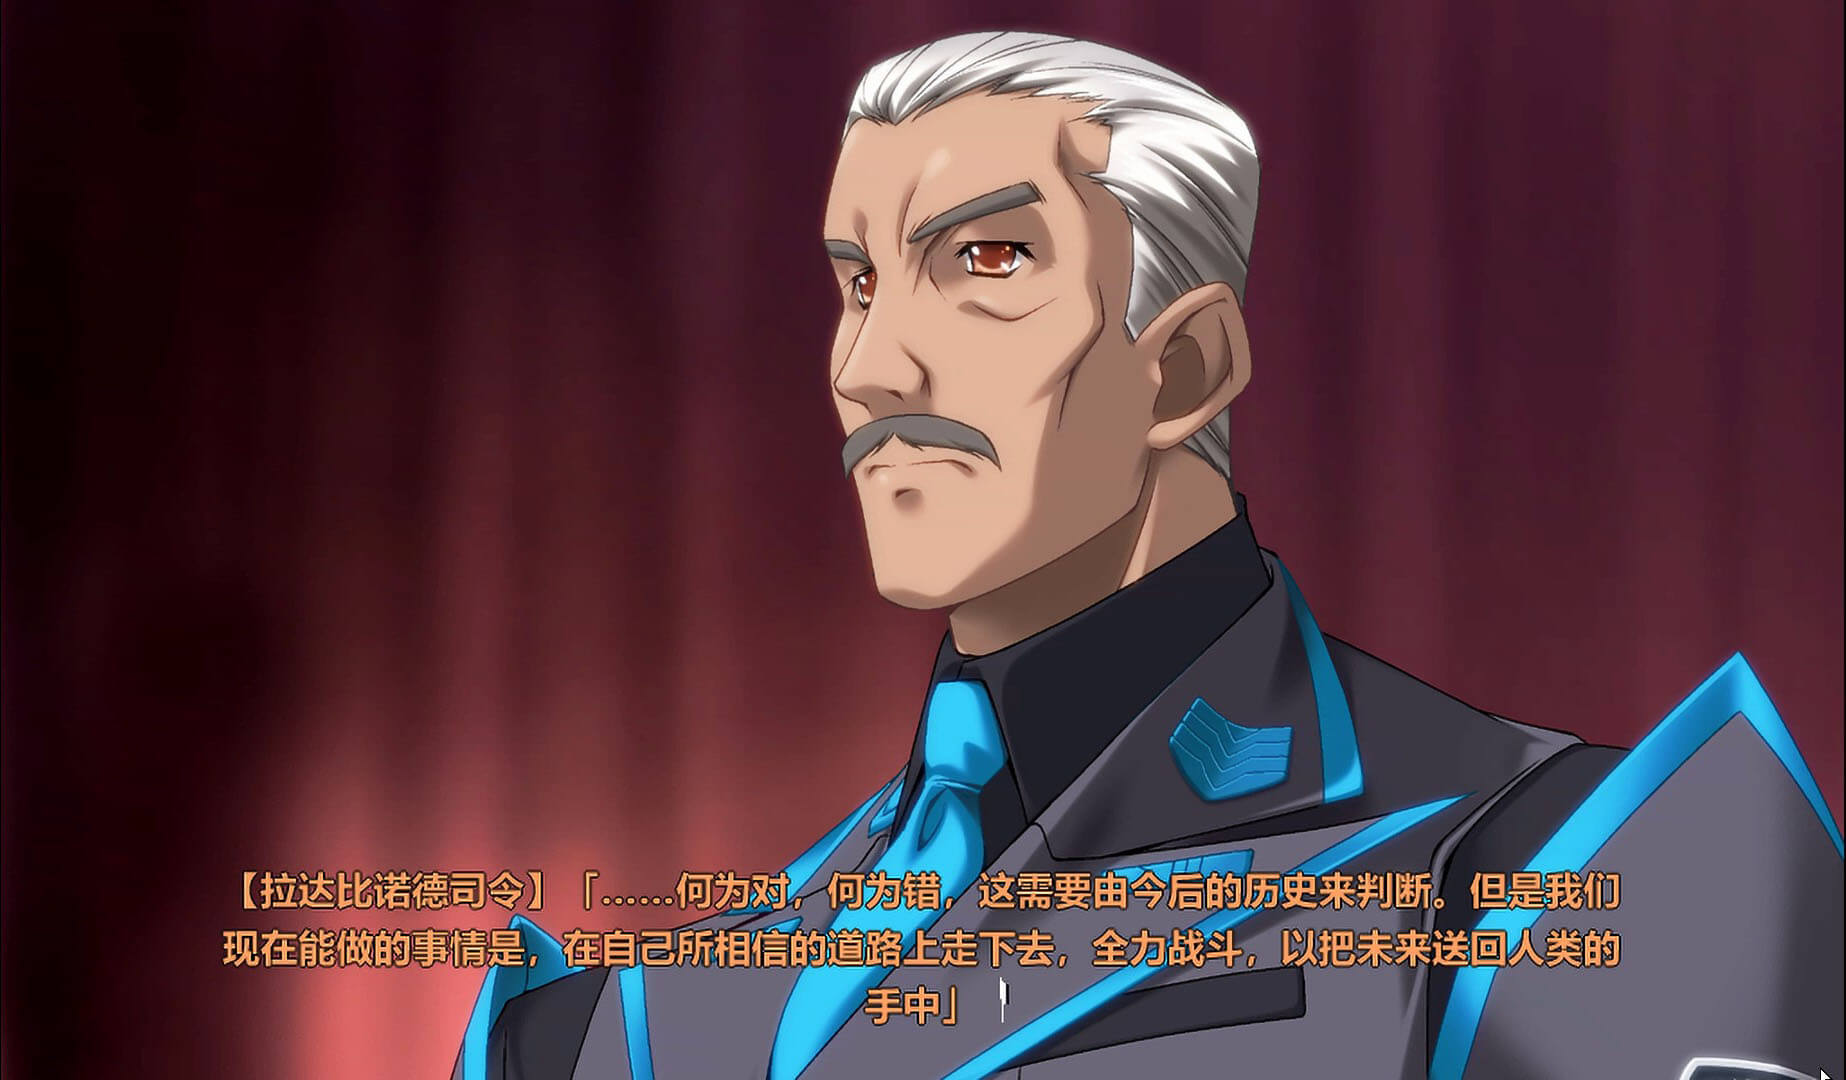 【拉达比诺德司令】「……何为对，何为错，这需要由今后的历史来判断。但是我们
现在能做的事情是，在自己所相信的道路上走下去，全力战斗，以把未来送回人类的
手中」